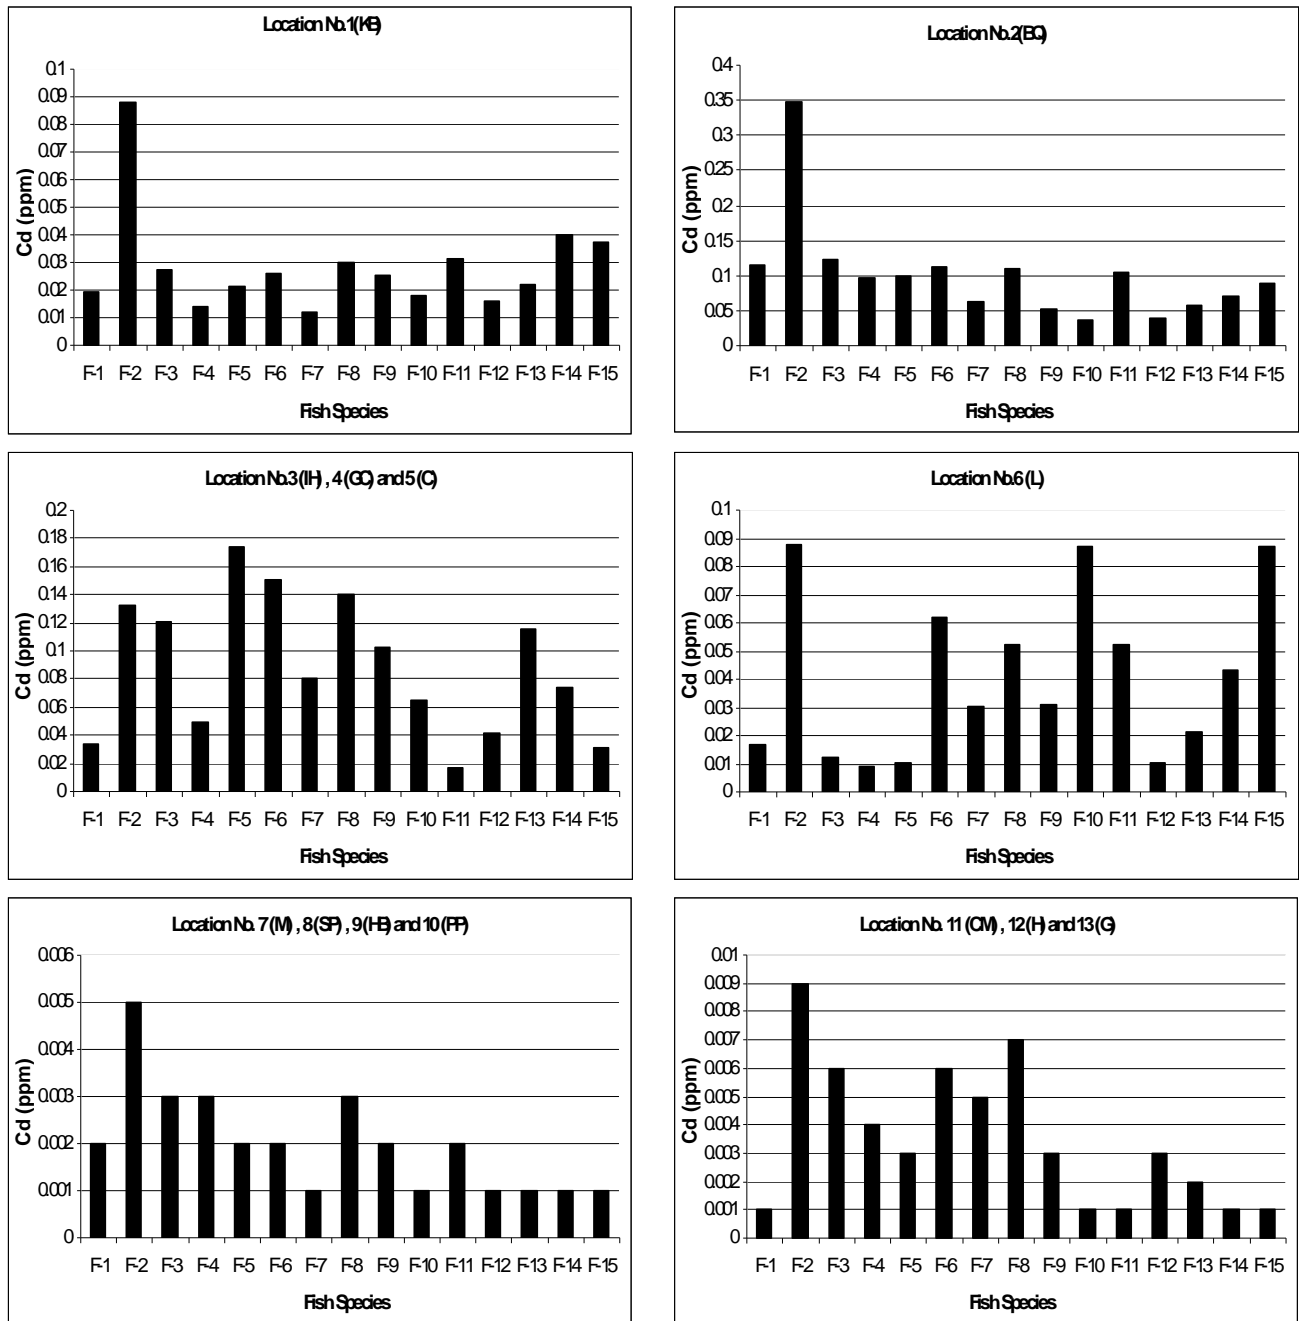 Location No.1(KB)
0.1
0.09
0.08
0.07
0.06
0.05
0.04
0.03
0.02
0.01
0
Cd (ppm)
F-1 F-2 F-3 F-4 F-5 F-6 F-7 F-8 F-9 F-10 F-11 F-12 F-13 F-14 F-15
Fish Species
Location No.2(BQ)
0.4
0.35
0.3
0.25
0.2
0.15
0.1
0.05
0
Cd (ppm)
F-1 F-2 F-3 F-4 F-5 F-6 F-7 F-8 F-9 F-10 F-11 F-12 F-13 F-14 F-15
Fish Species
Location No.3 (IH) , 4 (GC) and 5 (C)
0.2
0.18
0.16
0.14
0.12
0.1
0.08
0.06
0.04
0.02
0
Cd (ppm)
F-1 F-2 F-3 F-4 F-5 F-6 F-7 F-8 F-9 F-10 F-11 F-12 F-13 F-14 F-15
Fish Species
Location No.6 (L)
0.1
0.09
0.08
0.07
0.06
0.05
0.04
0.03
0.02
0.01
0
Cd (ppm)
F-1 F-2 F-3 F-4 F-5 F-6 F-7 F-8 F-9 F-10 F-11 F-12 F-13 F-14 F-15
Fish Species
Location No. 7 (M) , 8 (SP) , 9 (HB) and 10 (PP)
0.006
0.005
0.004
0.003
0.002
0.001
0
Cd (ppm)
F-1 F-2 F-3 F-4 F-5 F-6 F-7 F-8 F-9 F-10 F-11 F-12 F-13 F-14 F-15
Fish Species
Location No. 11 (CM) , 12 (H) and 13 (G)
0.01
0.009
0.008
0.007
0.006
0.005
0.004
0.003
0.002
0.001
0
Cd (ppm)
F-1 F-2 F-3 F-4 F-5 F-6 F-7 F-8 F-9 F-10 F-11 F-12 F-13 F-14 F-15
Fish Species